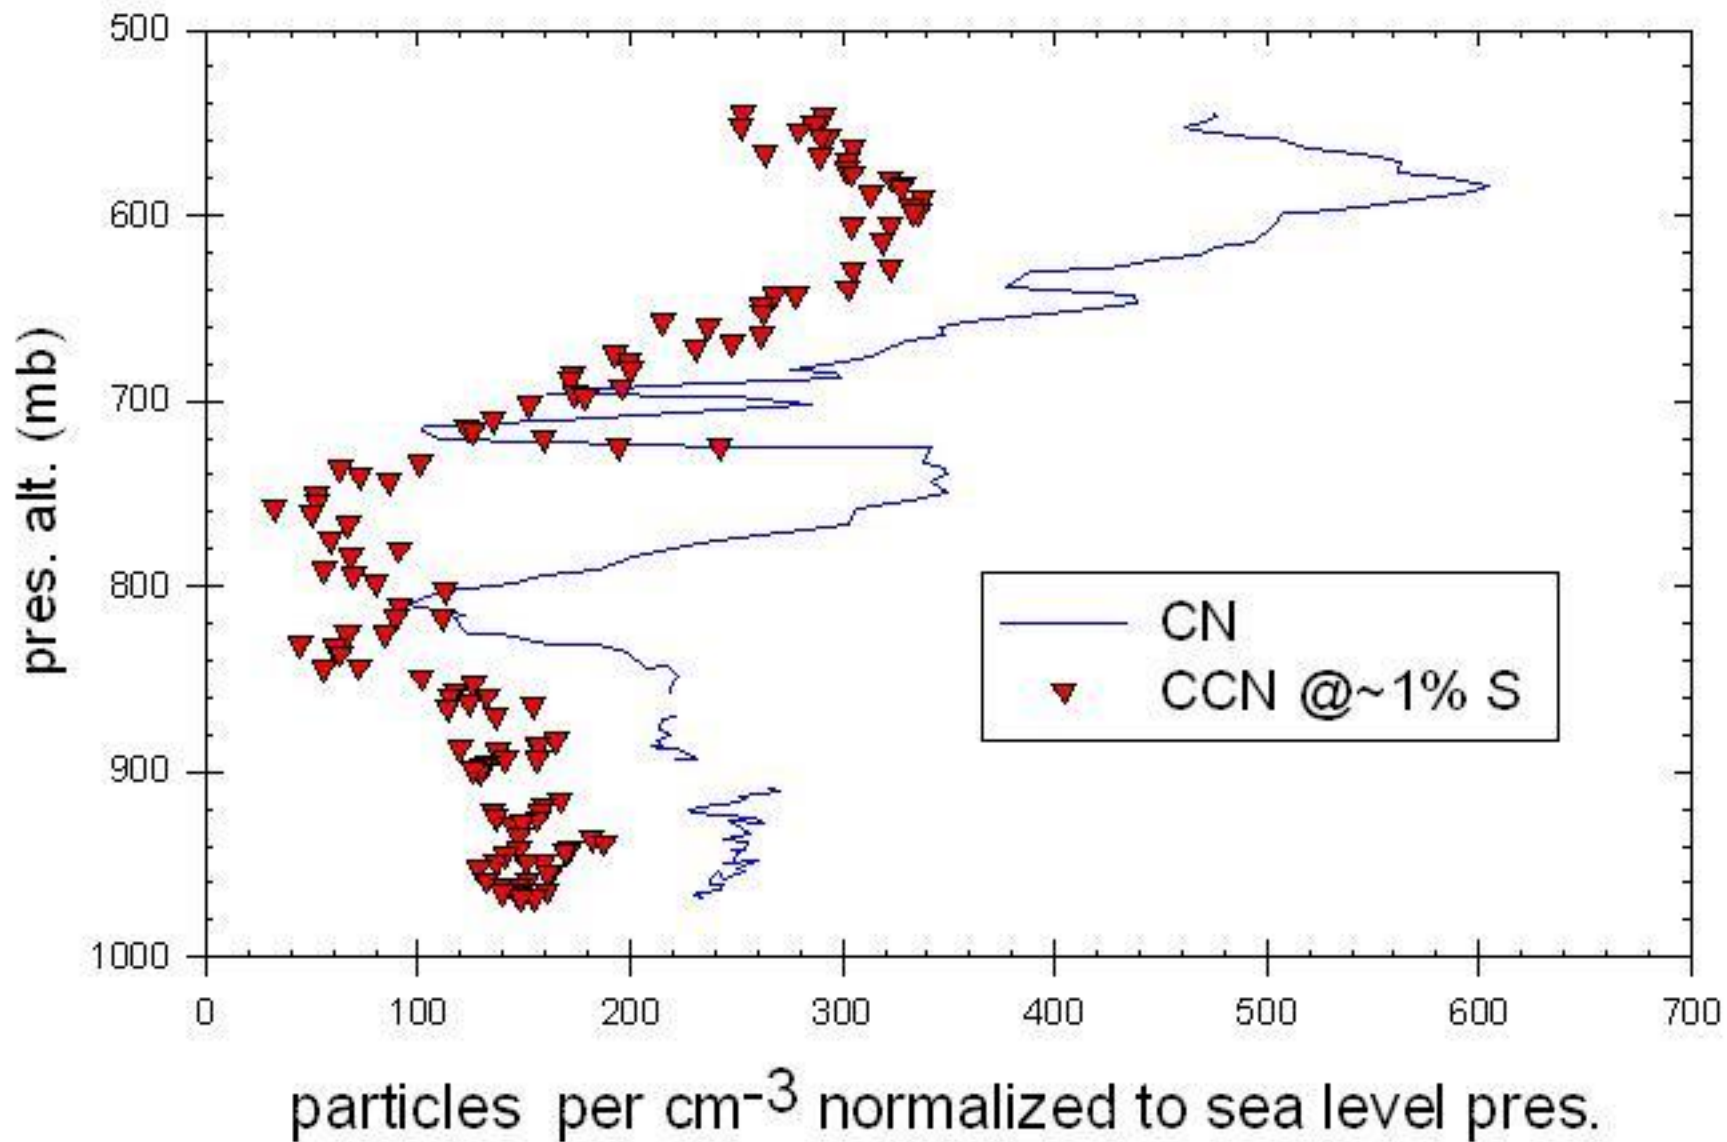 500
600
700
800
900
1000
pres. alt. (mb)
CN
CCN @~1% S
0 100 200 300 400 500 600 700
particles per cm-3 normalized to sea level pres.